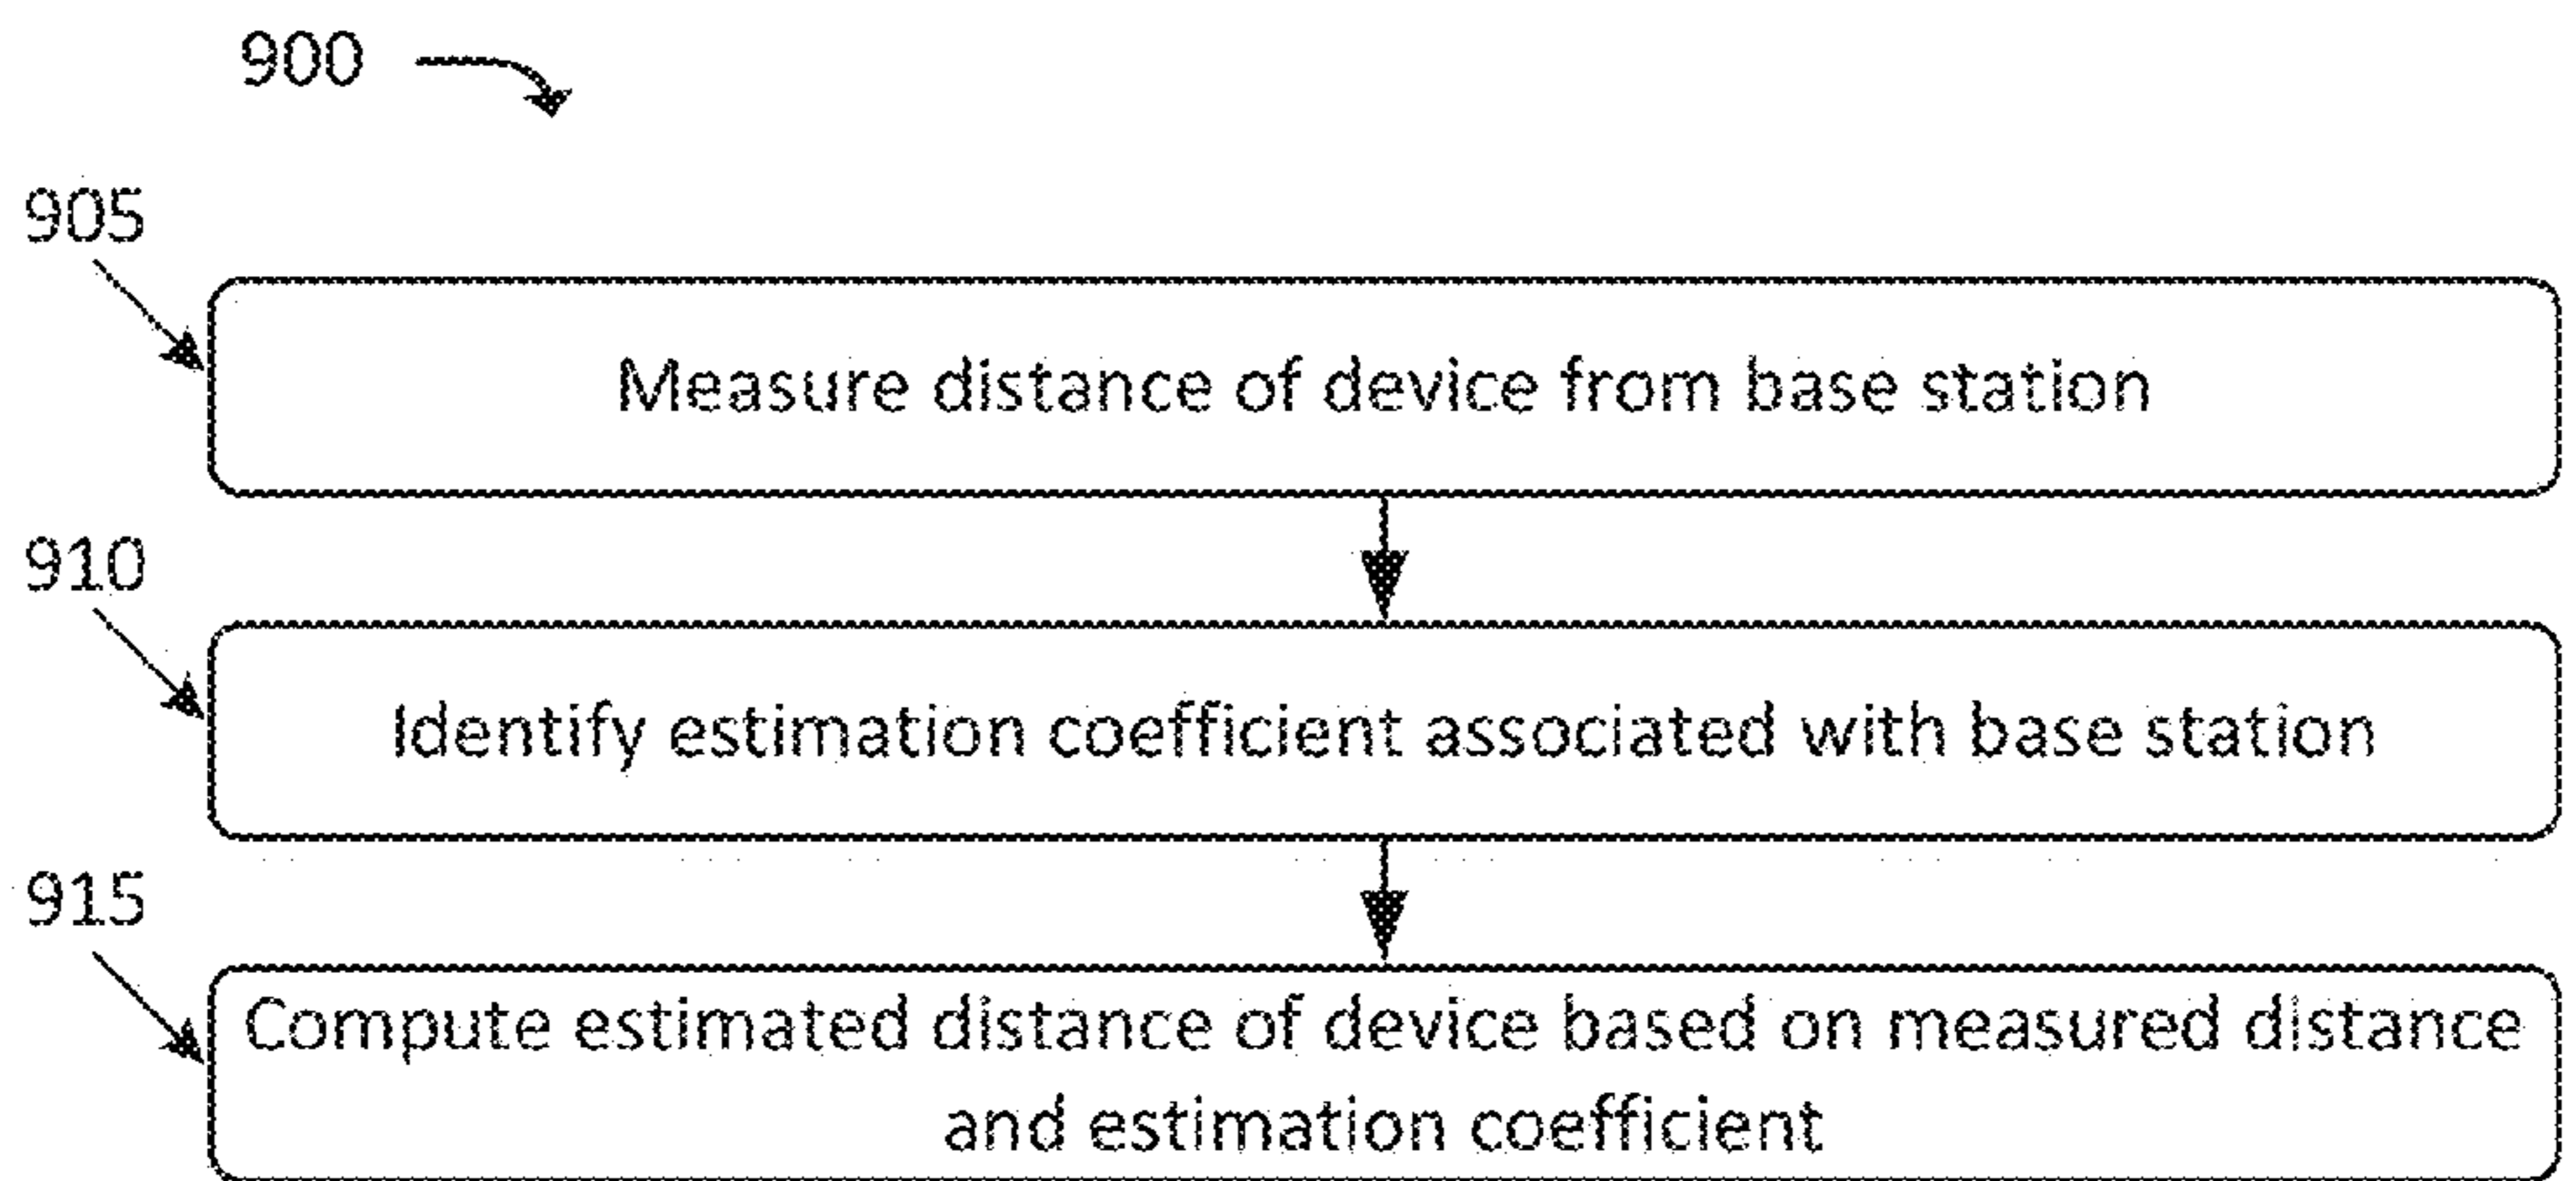 900
905
Measure distance of device from base station
910
Identify estimation coefficient associated with base station
915
Compute estimated distance of device based on measured distance
and estimation coefficient